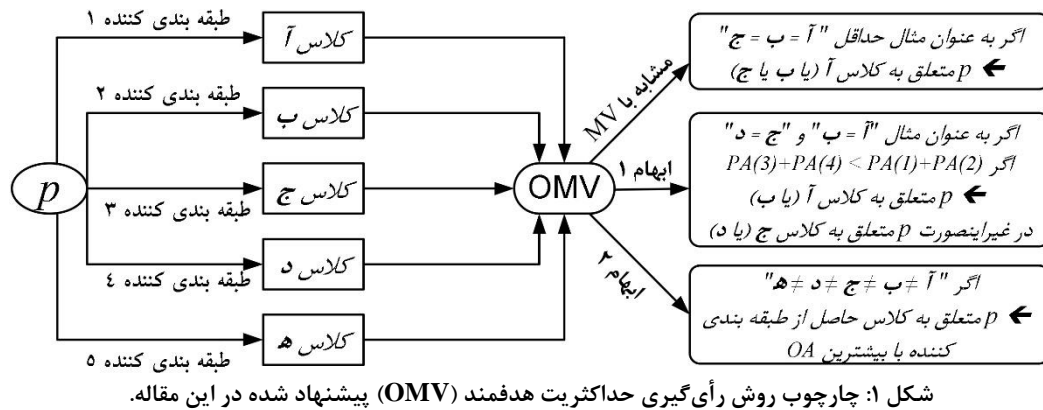 طبقه بندی کننده ۱
کلاس آ
طبقه بندی کننده ۲
کلاس ب
p
طبقه بندی کننده ۳
کلاس ج
طبقه بندی کننده ۴
کلاس د
طبقه بندی کننده ۵
کلاس ه
OMV
مشابه با MV
ابهام ۱
ابهام ۲
اگر به عنوان مثال حداقل "آ = ب = ج"
← p متعلق به کلاس آ (یا ب یا ج)
اگر به عنوان مثال "آ = ب" و "ج = د"
اگر PA(3)+PA(4) < PA(1)+PA(2)
← p متعلق به کلاس آ (یا ب)
در غیراینصورت p متعلق به کلاس ج (یا د)
اگر "آ ≠ ب ≠ ج ≠ د ≠ ه"
← p متعلق به کلاس حاصل از طبقه بندی
کننده با بیشترین OA
شکل ۱: چارچوب روش رأی‌گیری حداکثریت هدفمند (OMV) پیشنهاد شده در این مقاله.